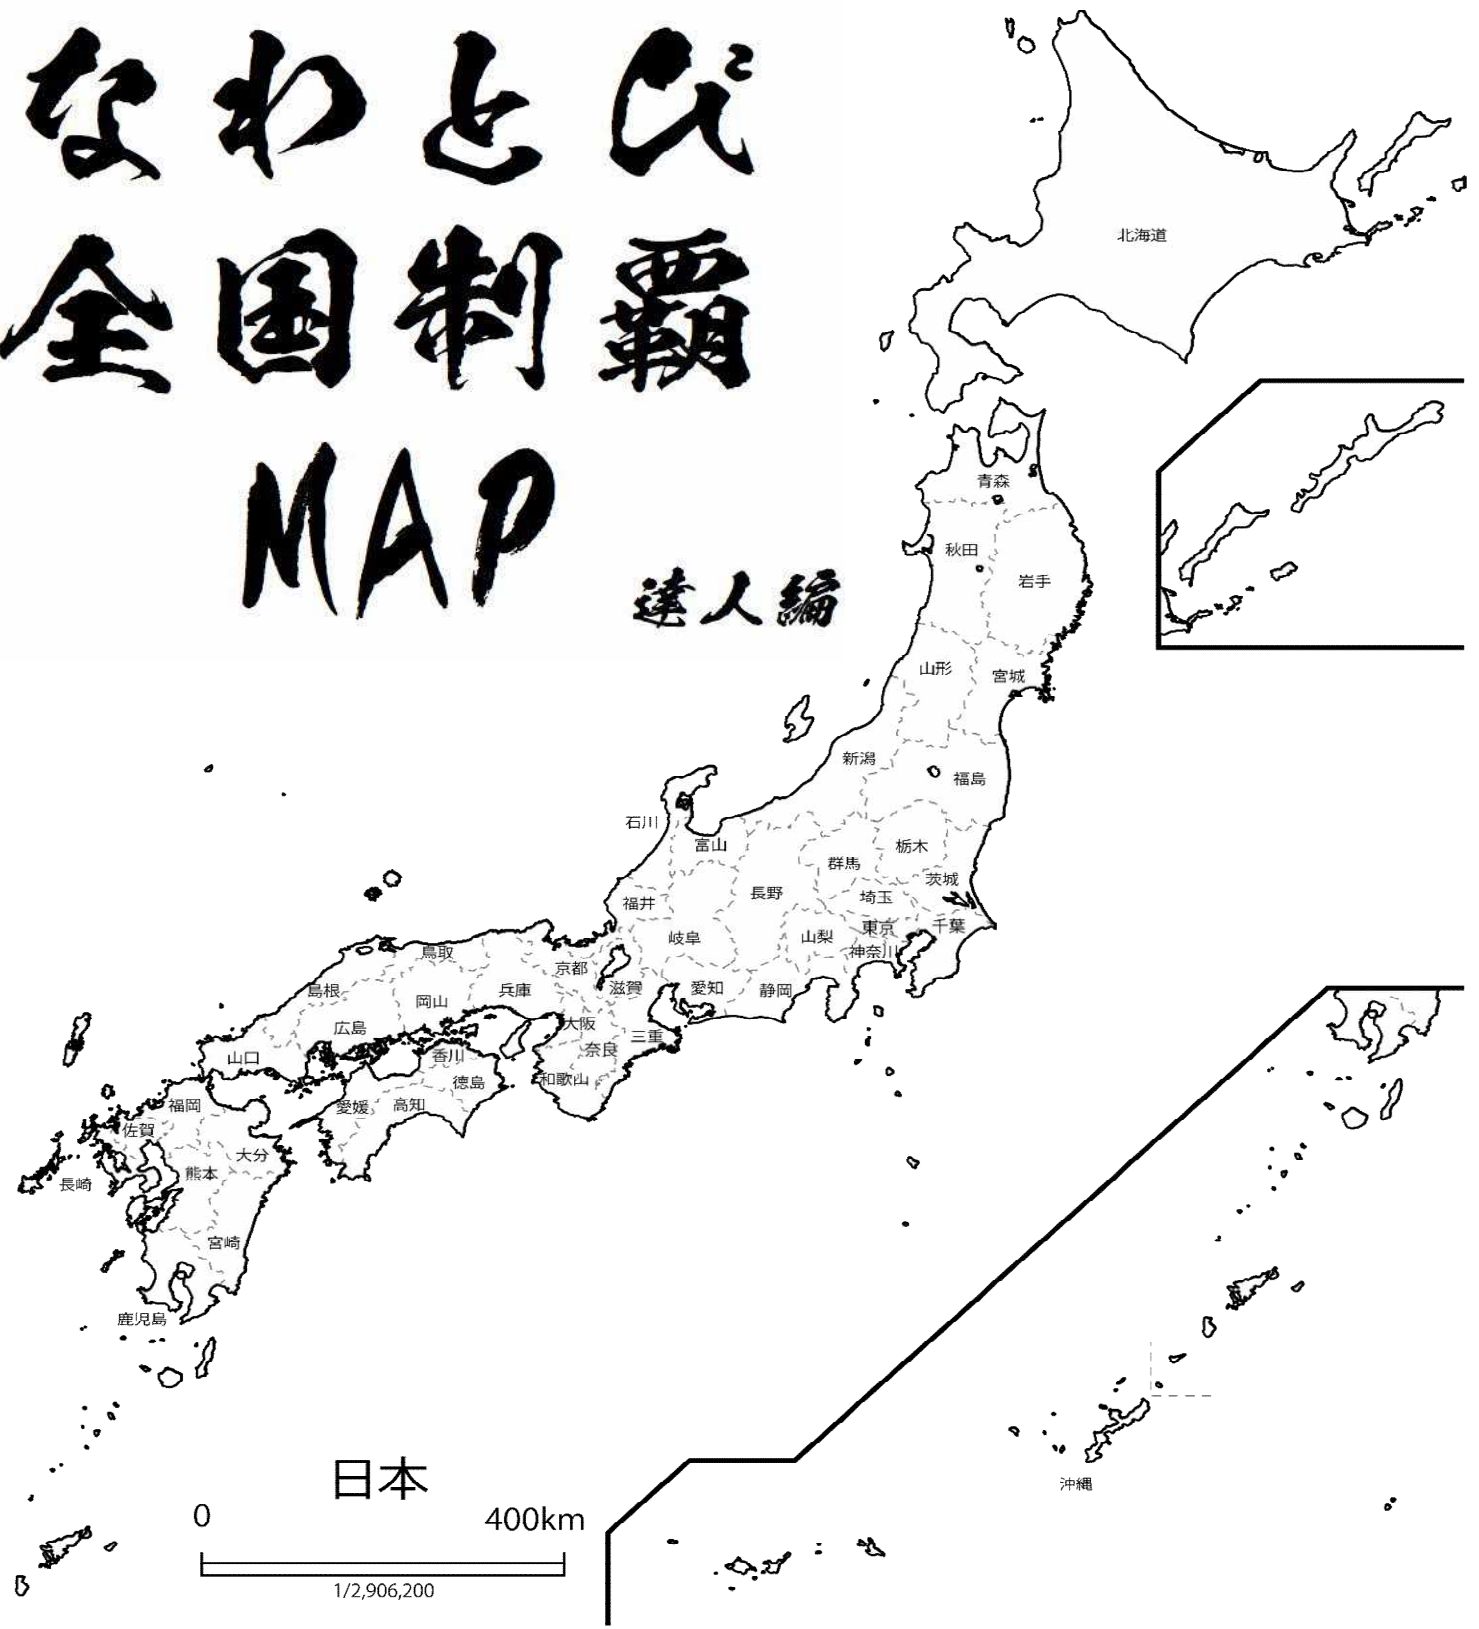 なわとび
全国制覇
MAP
達人編
北海道
青森
秋田
岩手
山形
宮城
新潟
福島
石川
富山
栃木
群馬
茨城
長野
埼玉
福井
東京
千葉
岐阜
山梨
神奈川
鳥取
京都
島根
兵庫
滋賀
愛知
静岡
岡山
広島
大阪
三重
奈良
山口
香川
徳島
和歌山
福岡
愛媛
高知
佐賀
大分
熊本
長崎
宮崎
鹿児島
沖縄
日本
0
400km
1/2,906,200